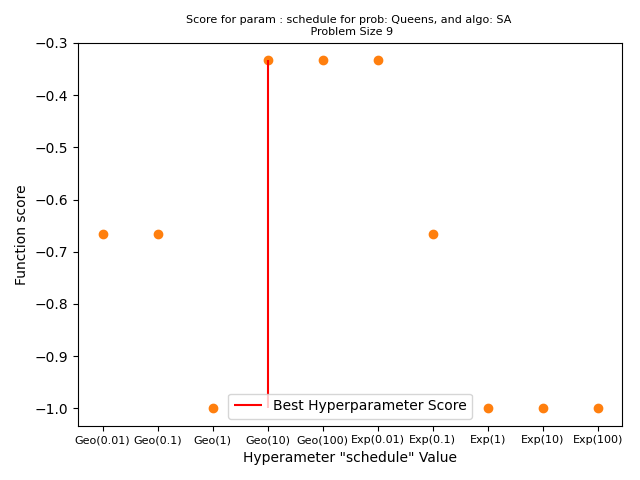 Score for param : schedule for prob: Queens, and algo: SA
Problem Size 9
Function score
−0.3
−0.4
−0.5
−0.6
−0.7
−0.8
−0.9
−1.0
Best Hyperparameter Score
Geo(0.01) Geo(0.1) Geo(1) Geo(10) Geo(100) Exp(0.01) Exp(0.1) Exp(1) Exp(10) Exp(100)
Hyperameter "schedule" Value